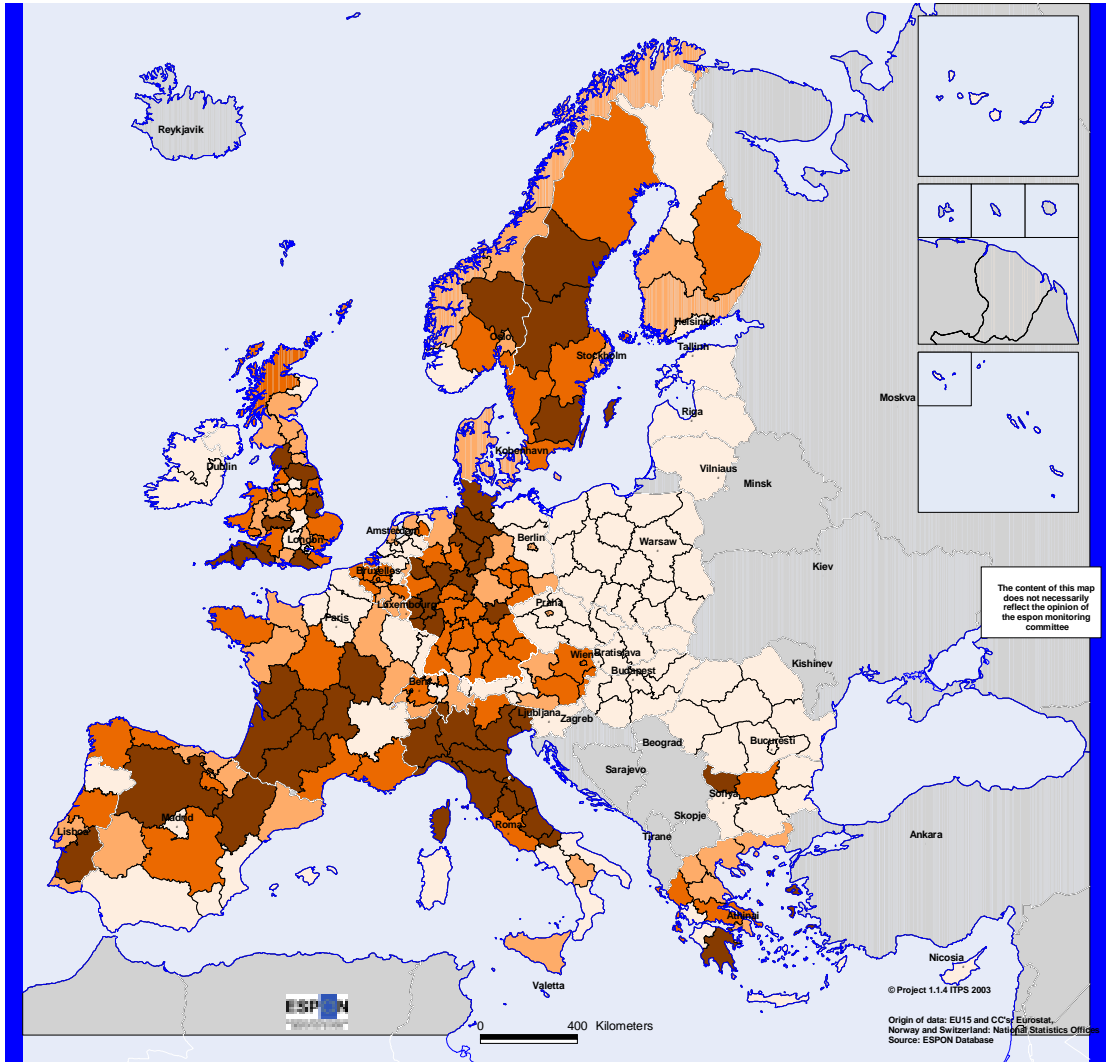 Reykjavik
Oslo
Helsinki
Tallinn
Stockholm
Moskva
Riga
Kobenhavn
Dublin
Vilniaus
Minsk
London
Amsterdam
Berlin
Warsaw
Bruxelles
Kiev
The content of this map
does not necessarily
reflect the opinion of
the espon monitoring
committee
Luxembourg
Praha
Paris
Wien
Bratislava
Kishinev
Budapest
Bern
Ljubljana
Zagreb
Bucuresti
Beograd
Sarajevo
Sofiya
Madrid
Skopje
Roma
Lisboa
Tirane
Ankara
Athinai
Nicosia
Valetta
© Project 1.1.4 ITPS 2003
ESPON
0 400 Kilometers
Origin of data: EU15 and CC's: Eurostat,
Norway and Switzerland: National Statistics Offices
Source: ESPON Database